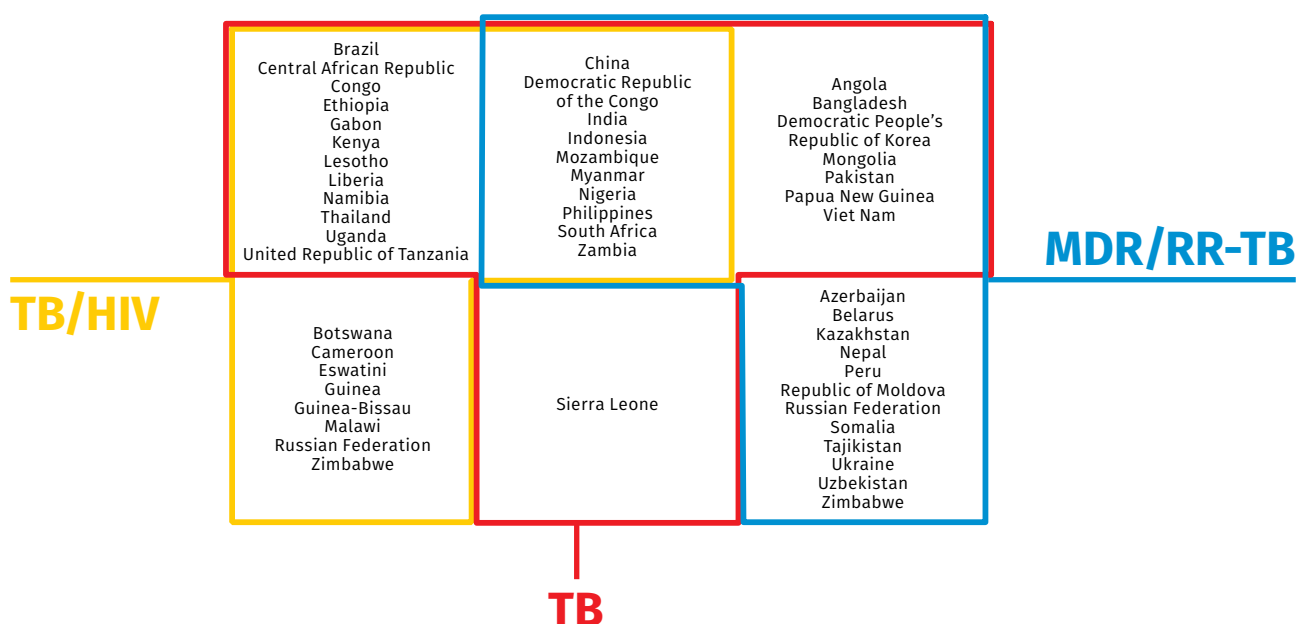 Brazil
Central African Republic
Congo
Ethiopia
Gabon
Kenya
Lesotho
Liberia
Namibia
Thailand
Uganda
United Republic of Tanzania
China
Democratic Republic
of the Congo
India
Indonesia
Mozambique
Myanmar
Nigeria
Philippines
South Africa
Zambia
Angola
Bangladesh
Democratic People's
Republic of Korea
Mongolia
Pakistan
Papua New Guinea
Viet Nam
MDR/RR-TB
TB/HIV
Botswana
Cameroon
Eswatini
Guinea
Guinea-Bissau
Malawi
Russian Federation
Zimbabwe
Sierra Leone
Azerbaijan
Belarus
Kazakhstan
Nepal
Peru
Republic of Moldova
Russian Federation
Somalia
Tajikistan
Ukraine
Uzbekistan
Zimbabwe
TB